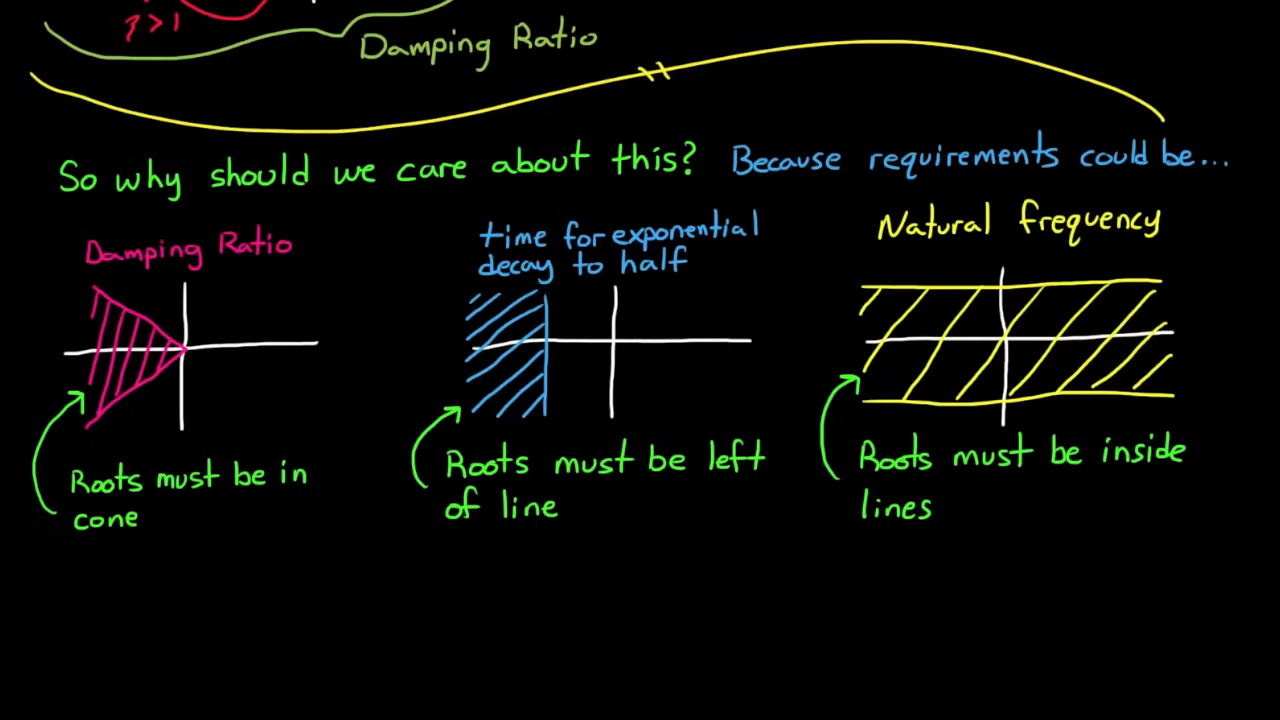 ζ > 1
Damping Ratio
So why should we care about this? Because requirements could be...
Damping Ratio
Roots must be in
cone
time for exponential
decay to half
Roots must be left
of line
Natural frequency
Roots must be inside
lines